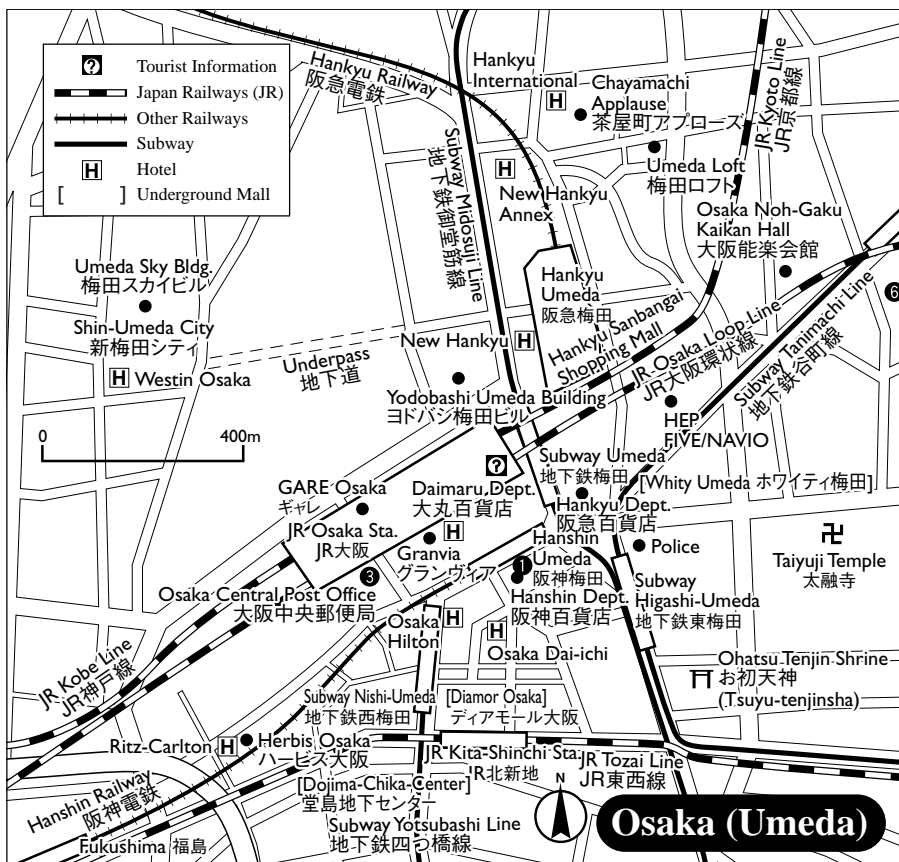 ?
Tourist Information
Japan Railways (JR)
Other Railways
Subway
H
Hotel
[ ]
Underground Mall
Hankyu Railway
阪急電鉄
Hankyu
International
H
Chayamachi
Applause
茶屋町アプローズ
JR Kyoto Line
JR京都線
Subway Midosuji Line
地下鉄御堂筋線
H
New Hankyu
Annex
Umeda Loft
梅田ロフト
Osaka Noh-Gaku
Kaikan Hall
大阪能楽会館
Umeda Sky Bldg.
梅田スカイビル
Shin-Umeda City
新梅田シティ
H Westin Osaka
Underpass
地下道
Hankyu
Umeda
阪急梅田
New Hankyu H
Hankyu Sanbangai
Shopping Mall
JR Osaka Loop Line
JR大阪環状線
Subway Tanimachi Line
地下鉄谷町線
6
0 400m
Yodobashi Umeda Building
ヨドバシ梅田ビル
HEP
FIVE/NAVIO
?
Subway Umeda
地下鉄梅田
[Whity Umeda ホワイティ梅田]
GARE Osaka
ギャレ
Daimaru Dept.
大丸百貨店
Hankyu Dept.
阪急百貨店
JR Osaka Sta.
JR大阪
H
Granvia
グランヴィア
Hanshin
Umeda
阪神梅田
Police
卍
Taiyuji Temple
太融寺
3
Osaka Central Post Office
大阪中央郵便局
1
Hanshin Dept.
阪神百貨店
Subway
Higashi-Umeda
地下鉄東梅田
Osaka
Hilton
H
H
Osaka Dai-ichi
Ohatsu Tenjin Shrine
お初天神
(Tsuyu-tenjinsha)
JR Kobe Line
JR神戸線
Subway Nishi-Umeda
地下鉄西梅田
[Diamor Osaka]
ディアモール大阪
Ritz-Carlton H
Herbis Osaka
ハービス大阪
JR Kita-Shinchi Sta.
JR北新地
JR Tozai Line
JR東西線
Hanshin Railway
阪神電鉄
[Dojima-Chika-Center]
堂島地下センター
Fukushima 福島
Subway Yotsubashi Line
地下鉄四つ橋線
N
Osaka (Umeda)